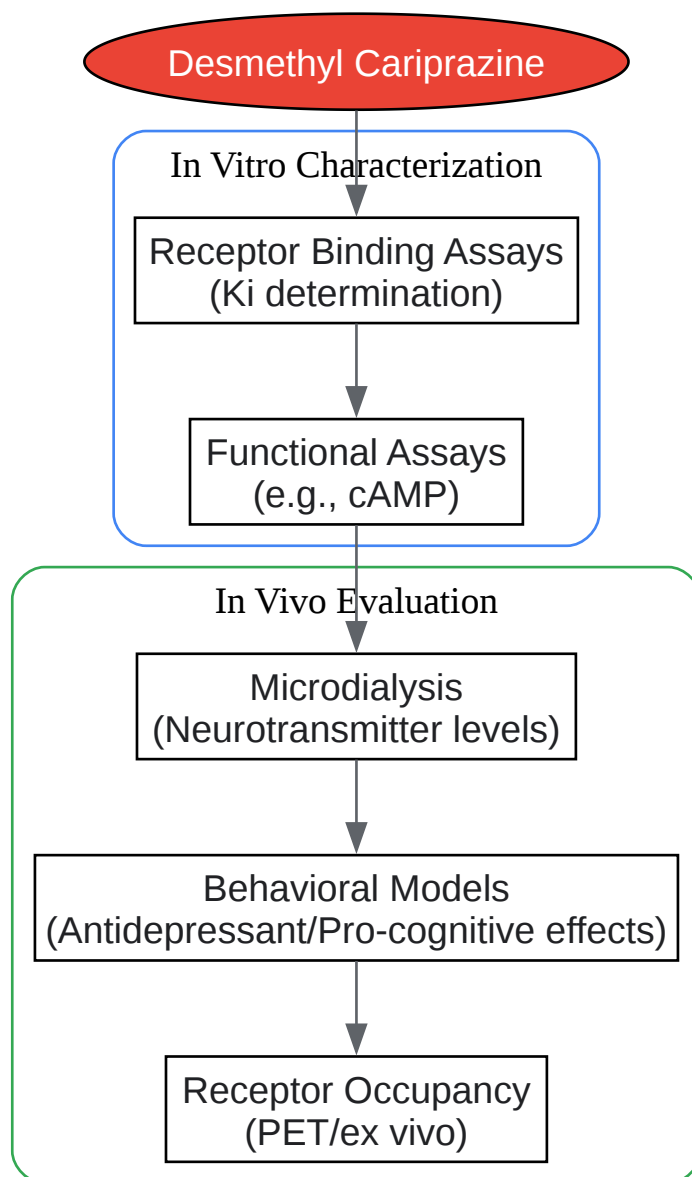 Desmethyl Cariprazine
In Vitro Characterization
Receptor Binding Assays
(Ki determination)
Functional Assays
(e.g., cAMP)
In Vivo Evaluation
Microdialysis
(Neurotransmitter levels)
Behavioral Models
(Antidepressant/Pro-cognitive effects)
Receptor Occupancy
(PET/ex vivo)